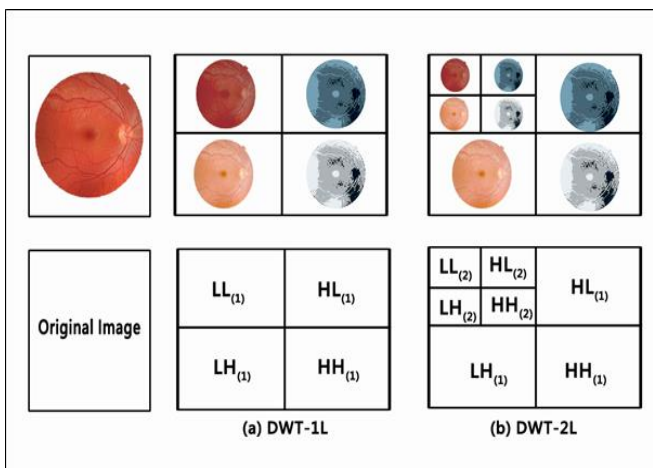 Original Image
LL(1) HL(1)
LH(1) HH(1)
(a) DWT-1L
LL(2) HL(2)
LH(2) HH(2)
HL(1)
LH(1) HH(1)
(b) DWT-2L